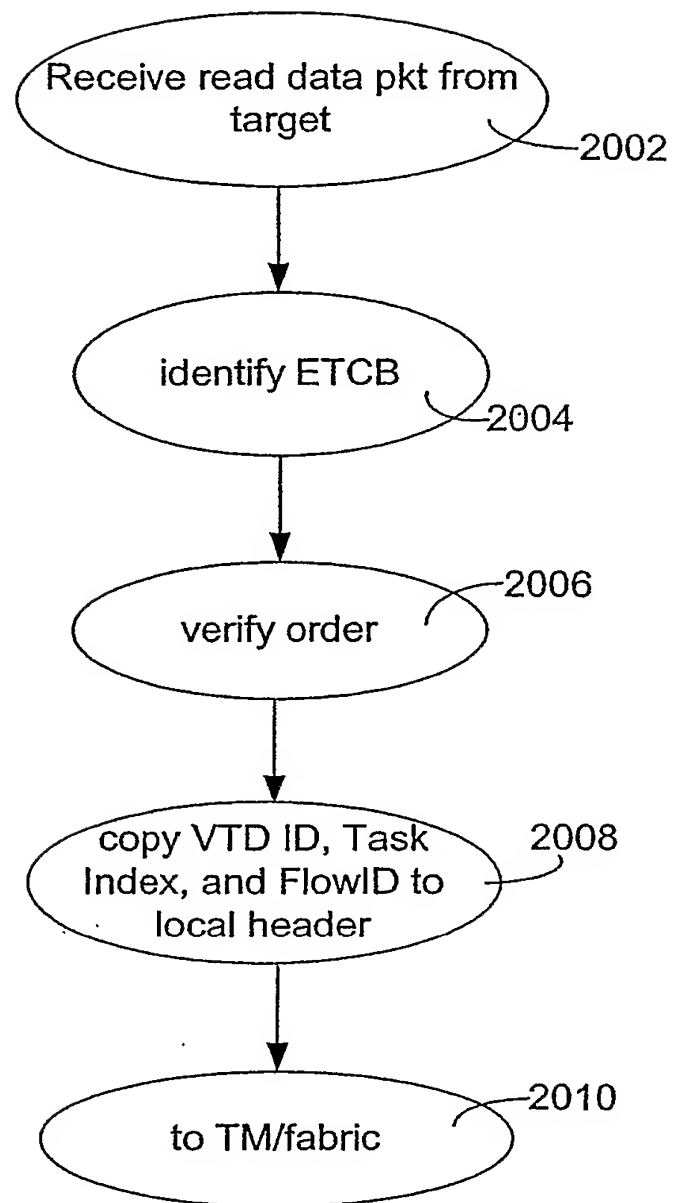 Receive read data pkt from
target
2002
identify ETCB
2004
2006
verify order
copy VTD ID, Task
Index, and FlowID to
local header
2008
2010
to TM/fabric